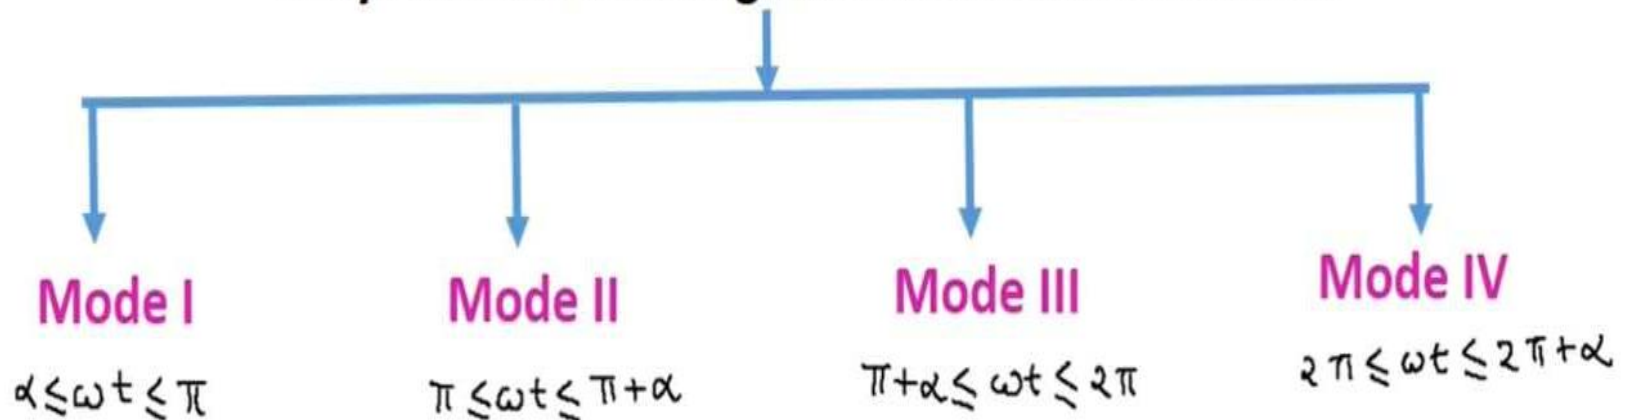 Mode I
Mode II
Mode III
Mode IV
α≤ωt≤π
π≤ωt≤π+α
π+α≤ωt≤2π
2π≤ωt≤2π+α